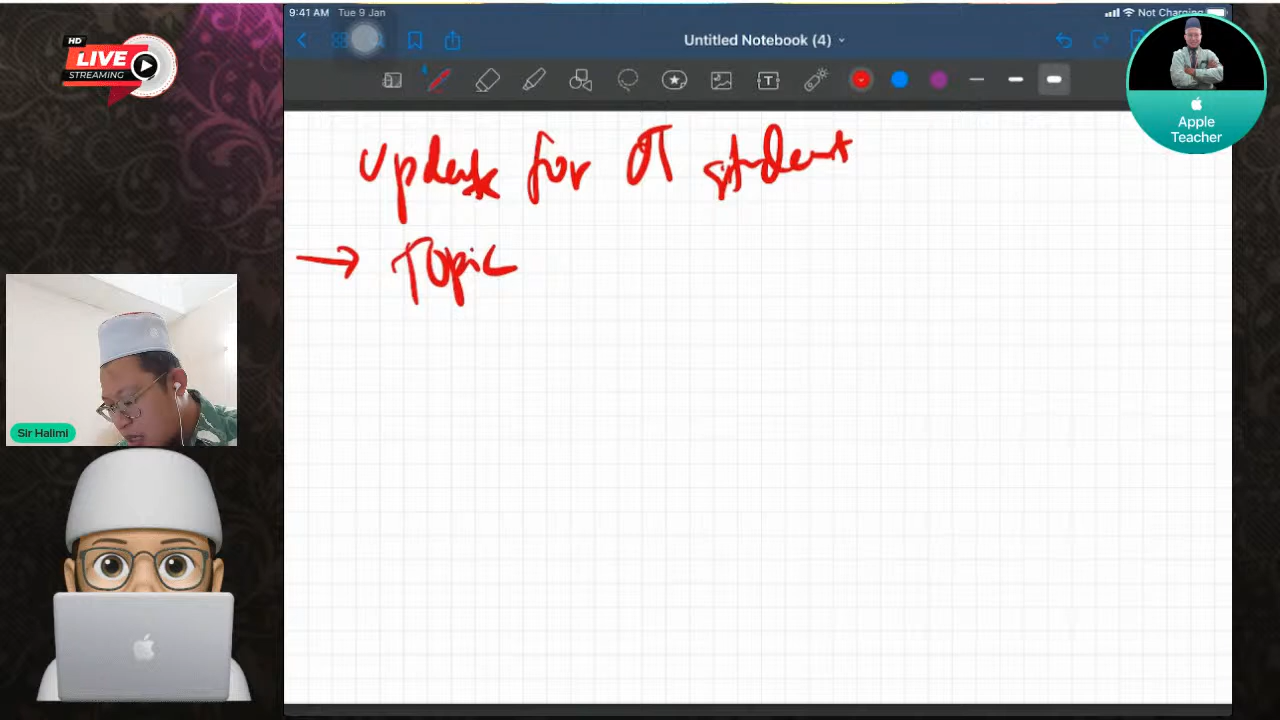 9:41 AM Tue 9 Jan
Not Charging
HD
LIVE
STREAMING
Untitled Notebook (4)
T
Apple
Teacher
Update for π student
→ Topic
Sir Halimi